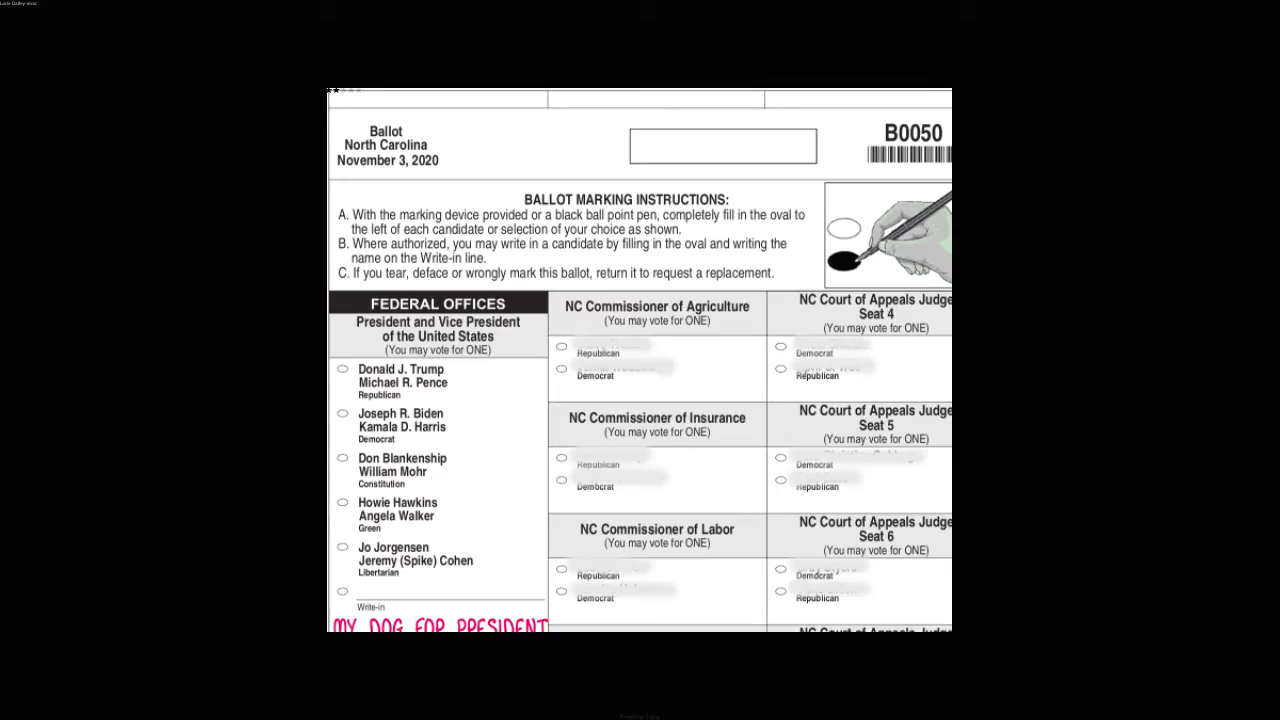 Ballot
North Carolina
November 3, 2020
B0050
BALLOT MARKING INSTRUCTIONS:
A. With the marking device provided or a black ball point pen, completely fill in the oval to
the left of each candidate or selection of your choice as shown.
B. Where authorized, you may write in a candidate by filling in the oval and writing the
name on the Write-in line.
C. If you tear, deface or wrongly mark this ballot, return it to request a replacement.
FEDERAL OFFICES
President and Vice President
of the United States
(You may vote for ONE)
Donald J. Trump
Michael R. Pence
Republican
Joseph R. Biden
Kamala D. Harris
Democrat
Don Blankenship
William Mohr
Constitution
Howie Hawkins
Angela Walker
Green
Jo Jorgensen
Jeremy (Spike) Cohen
Libertarian
Write-in
MY DOG FOR PRESIDENT
NC Commissioner of Agriculture
(You may vote for ONE)
Republican
Democrat
NC Commissioner of Insurance
(You may vote for ONE)
Republican
Democrat
NC Commissioner of Labor
(You may vote for ONE)
Republican
Democrat
NC Court of Appeals Judge
Seat 4
(You may vote for ONE)
Democrat
Republican
NC Court of Appeals Judge
Seat 5
(You may vote for ONE)
Democrat
Republican
NC Court of Appeals Judge
Seat 6
(You may vote for ONE)
Democrat
Republican
NC Court of Appeals Judge